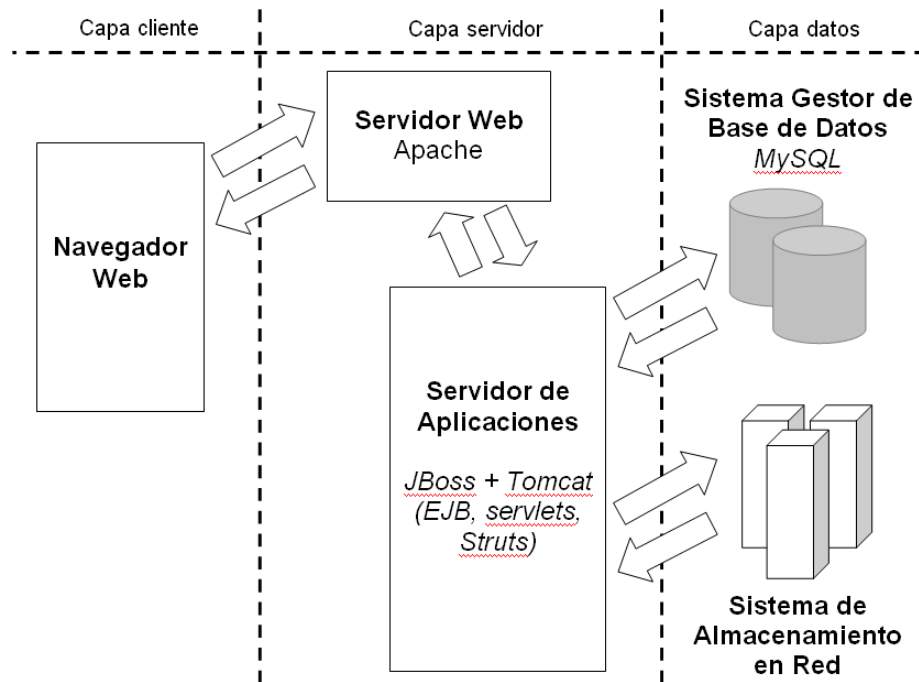 Capa cliente
Capa servidor
Capa datos
Navegador
Web
Servidor Web
Apache
Servidor de
Aplicaciones
JBoss + Tomcat
(EJB, servlets,
Struts)
Sistema Gestor de
Base de Datos
MySQL
Sistema de
Almacenamiento
en Red